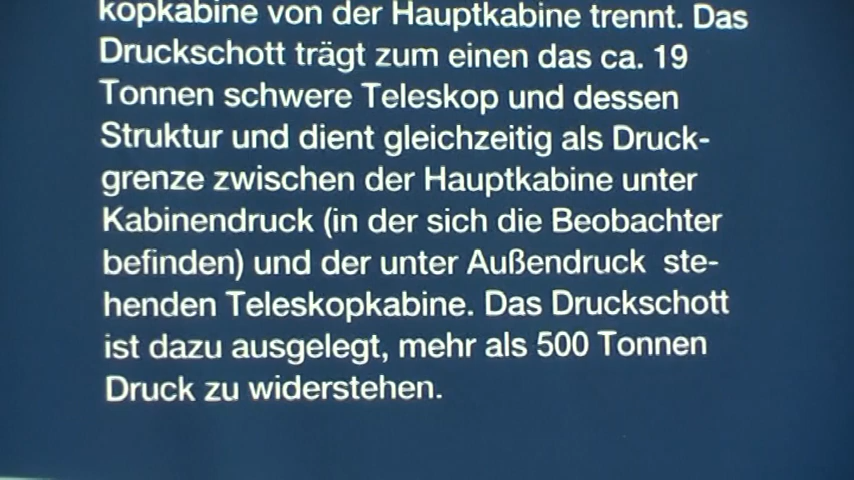 kopkabine von der Hauptkabine trennt. Das
Druckschott trägt zum einen das ca. 19
Tonnen schwere Teleskop und dessen
Struktur und dient gleichzeitig als Druck-
grenze zwischen der Hauptkabine unter
Kabinendruck (in der sich die Beobachter
befinden) und der unter Außendruck  ste-
henden Teleskopkabine. Das Druckschott
ist dazu ausgelegt, mehr als 500 Tonnen
Druck zu widerstehen.